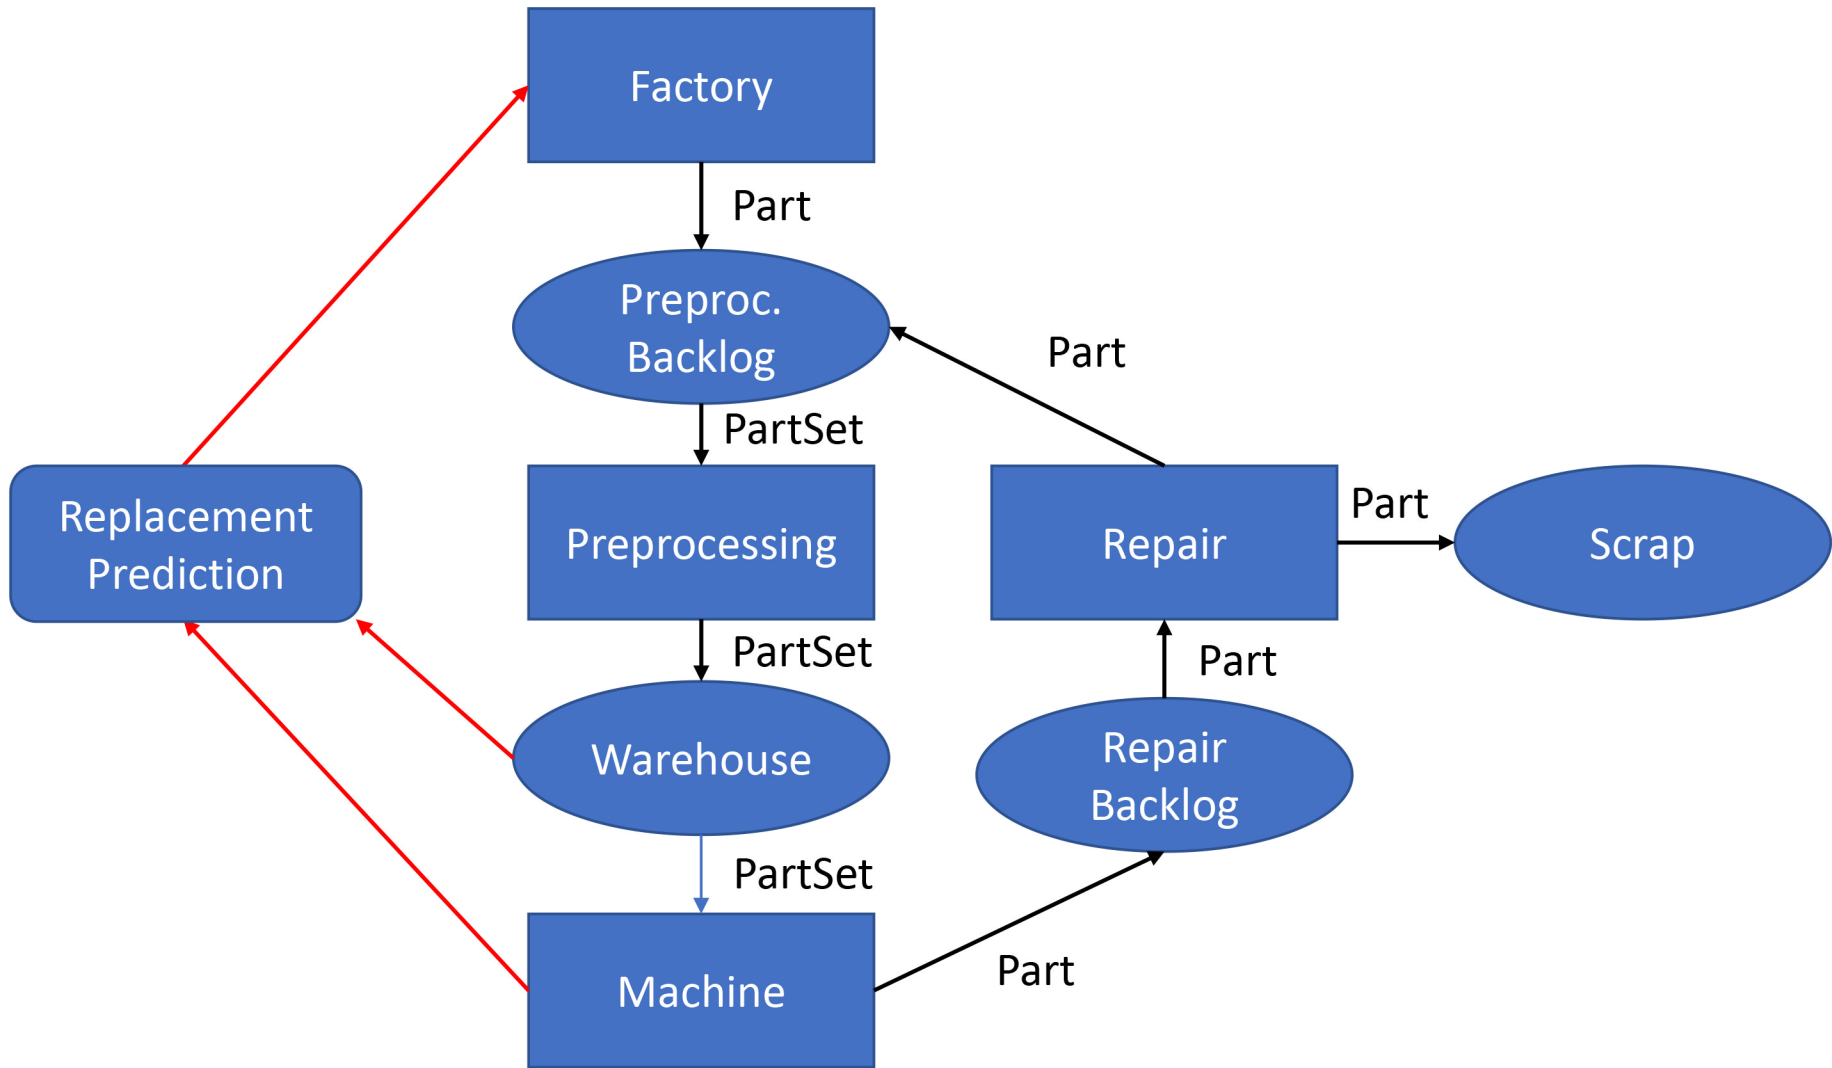 Factory
Part
Preproc.
Backlog
Part
PartSet
Replacement
Prediction
Preprocessing
Repair
Part
Scrap
PartSet
Part
Warehouse
Repair
Backlog
PartSet
Machine
Part